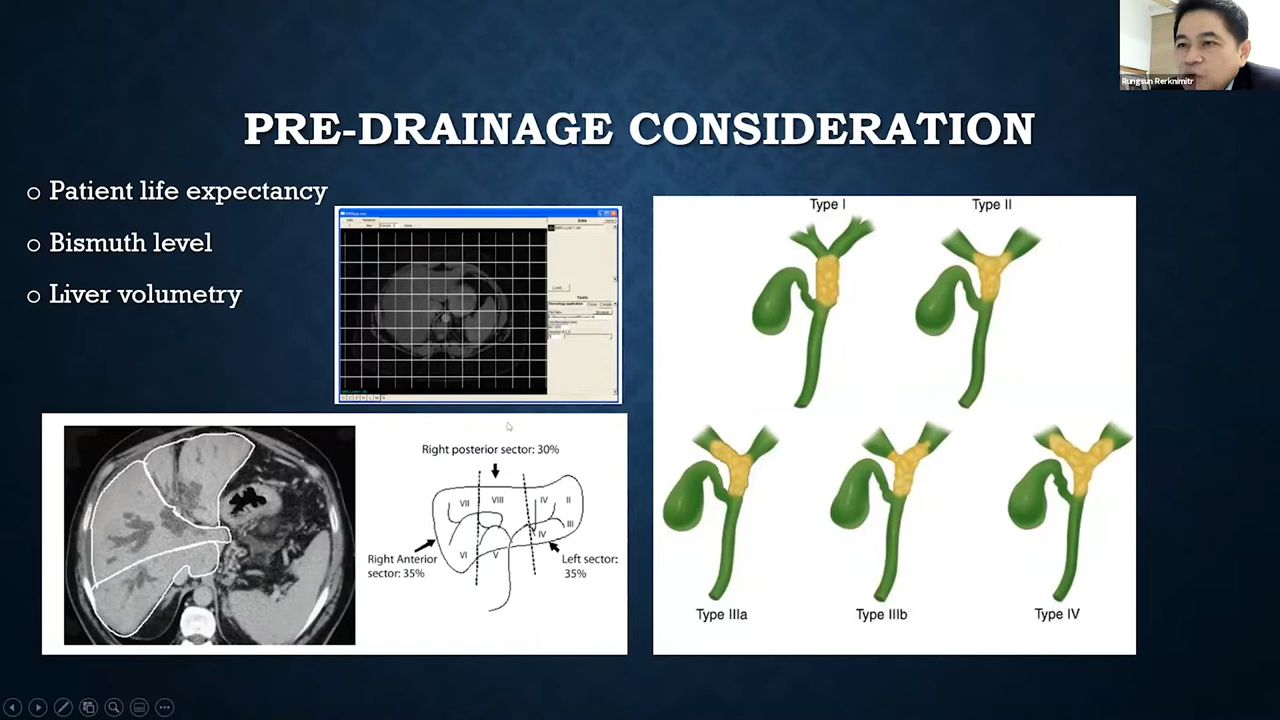 Rungsun Rerknimitr
PRE-DRAINAGE CONSIDERATION
Patient life expectancy
Bismuth level
Liver volumetry
Right posterior sector: 30%
VII
VIII
IV
II
III
IV
VI
V
Right Anterior
sector: 35%
Left sector:
35%
Type I
Type II
Type IIIa
Type IIIb
Type IV